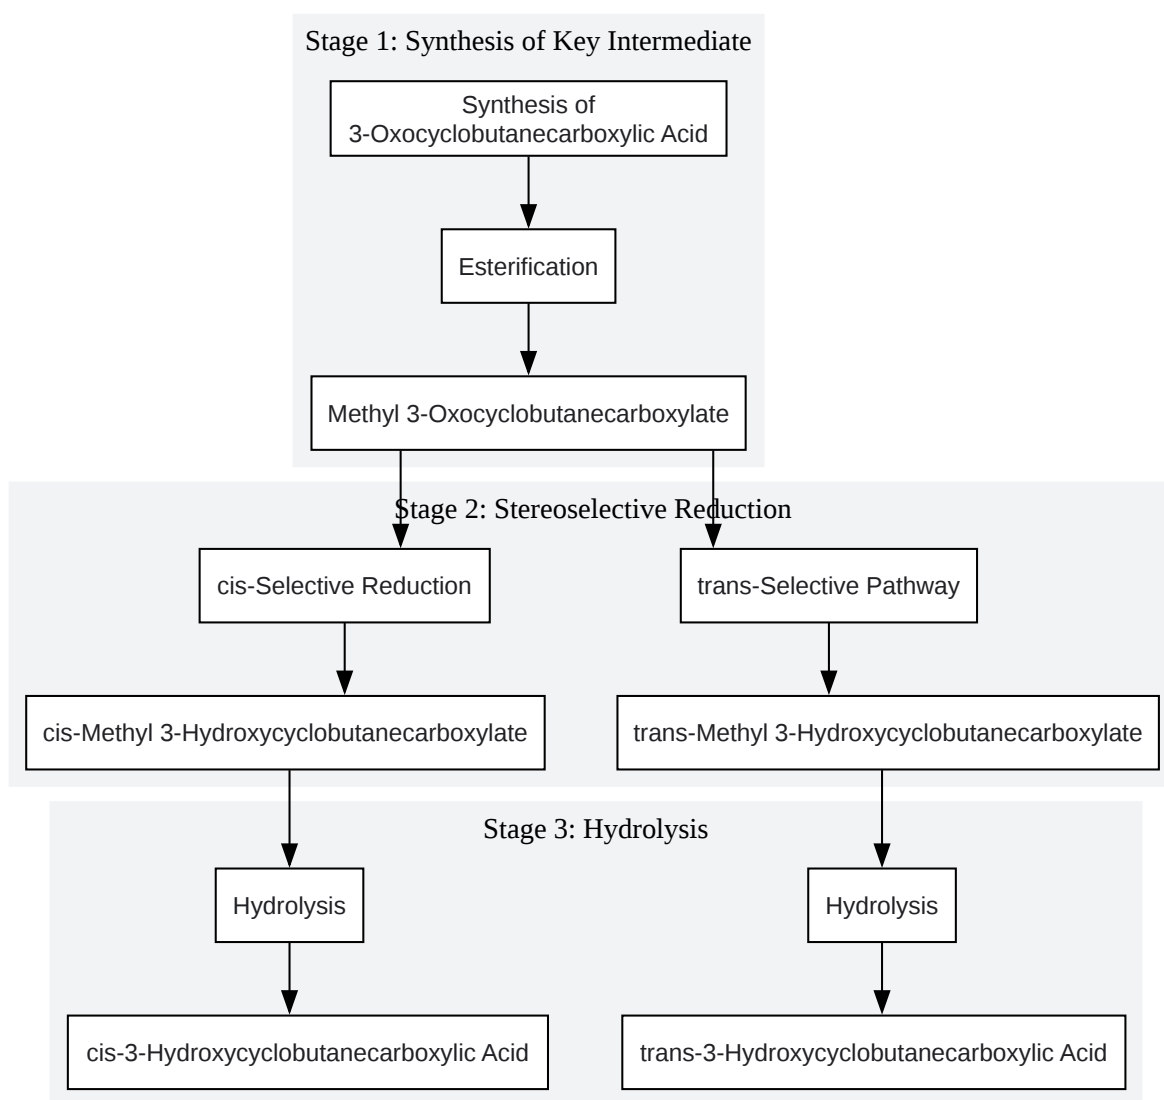 Stage 1: Synthesis of Key Intermediate
Synthesis of
3-Oxocyclobutanecarboxylic Acid
Esterification
Methyl 3-Oxocyclobutanecarboxylate
Stage 2: Stereoselective Reduction
cis-Selective Reduction
trans-Selective Pathway
cis-Methyl 3-Hydroxycyclobutanecarboxylate
trans-Methyl 3-Hydroxycyclobutanecarboxylate
Stage 3: Hydrolysis
Hydrolysis
Hydrolysis
cis-3-Hydroxycyclobutanecarboxylic Acid
trans-3-Hydroxycyclobutanecarboxylic Acid